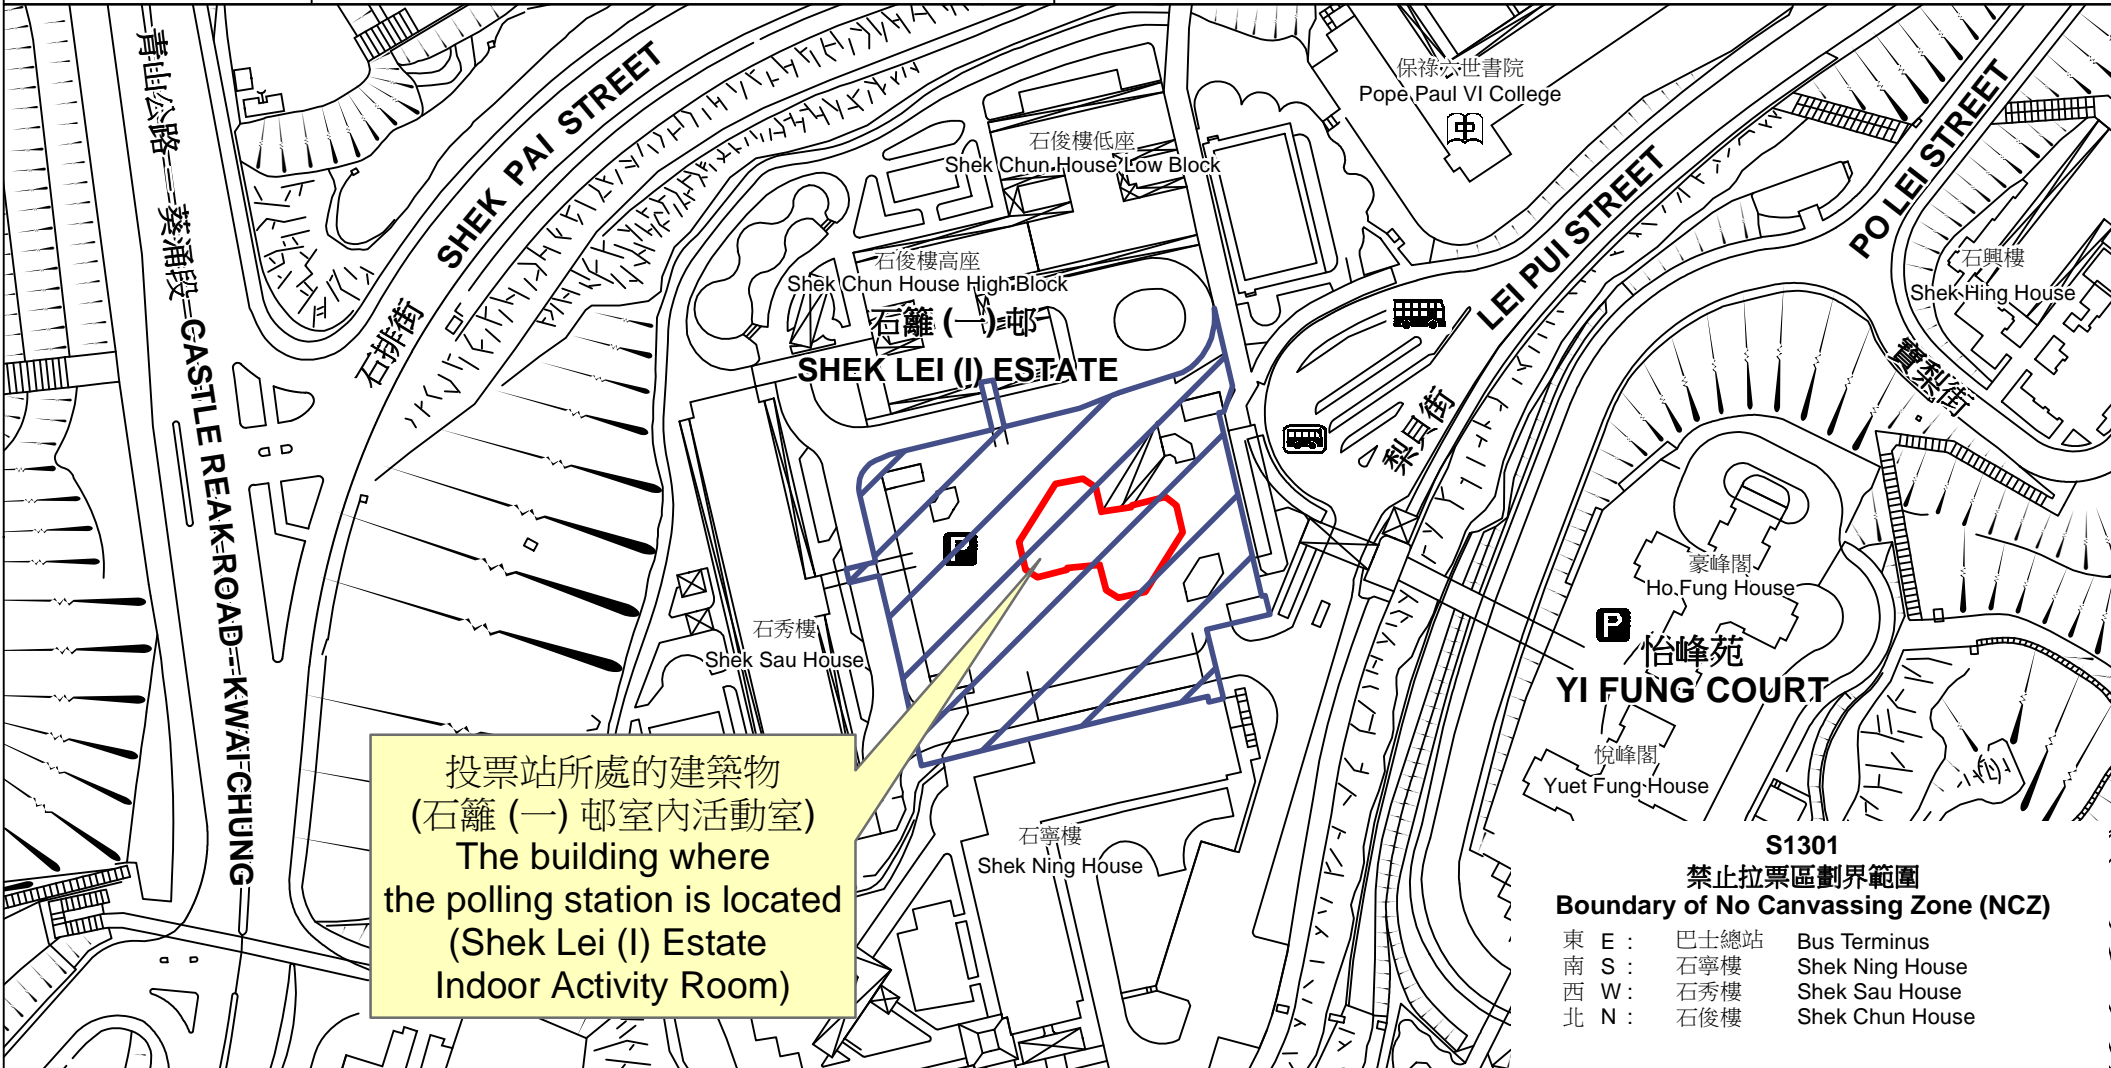 青山公路---葵涌段
CASTLE PEAK ROAD---KWAI CHUNG
SHEK PAI STREET
石排街
保祿六世書院
Pope Paul VI College
中
石俊樓低座
Shek Chun House Low Block
石俊樓高座
Shek Chun House High Block
石籬 (一) 邨
SHEK LEI (I) ESTATE
LEI PUI STREET
梨貝街
PO LEI STREET
寶梨街
石興樓
Shek Hing House
P
石秀樓
Shek Sau House
豪峰閣
Ho Fung House
P
怡峰苑
YI FUNG COURT
悅峰閣
Yuet Fung House
石寧樓
Shek Ning House
投票站所處的建築物
(石籬 (一) 邨室內活動室)
The building where
the polling station is located
(Shek Lei (I) Estate
Indoor Activity Room)
S1301
禁止拉票區劃界範圍
Boundary of No Canvassing Zone (NCZ)
東 E : 巴士總站 Bus Terminus
南 S : 石寧樓 Shek Ning House
西 W : 石秀樓 Shek Sau House
北 N : 石俊樓 Shek Chun House